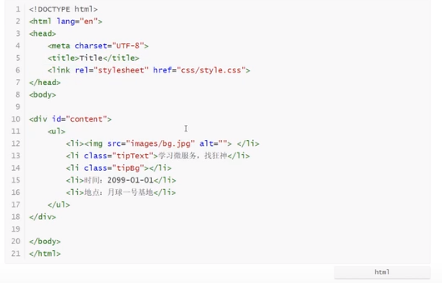 1 <!DOCTYPE html>
2 <html lang="en">
3 <head>
4 <meta charset="UTF-8">
5 <title>Title</title>
6 <link rel="stylesheet" href="css/style.css">
7 </head>
8 <body>
9
10 <div id="content">
11 <ul>
12 <li><img src="images/bg.jpg" alt=""> </li>
13 <li class="tipText">学习微服务，找狂神</li>
14 <li class="tipBg"></li>
15 <li>时间：2099-01-01</li>
16 <li>地点：月球一号基地</li>
17 </ul>
18 </div>
19
20 </body>
21 </html>
html